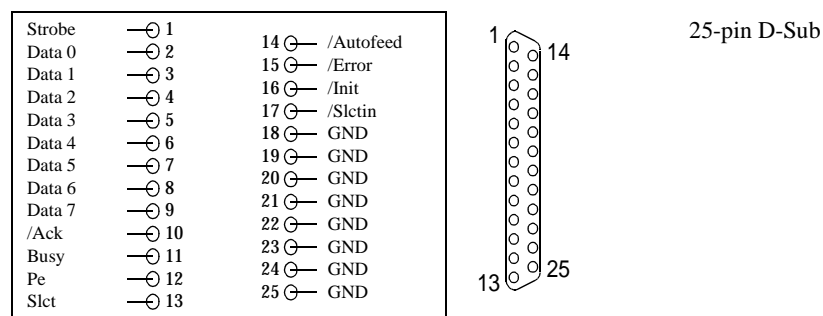 Strobe 1
Data 0 2
Data 1 3
Data 2 4
Data 3 5
Data 4 6
Data 5 7
Data 6 8
Data 7 9
/Ack 10
Busy 11
Pe 12
Slct 13
14 /Autofeed
15 /Error
16 /Init
17 /Slctin
18 GND
19 GND
20 GND
21 GND
22 GND
23 GND
24 GND
25 GND
1
14
13
25
25-pin D-Sub